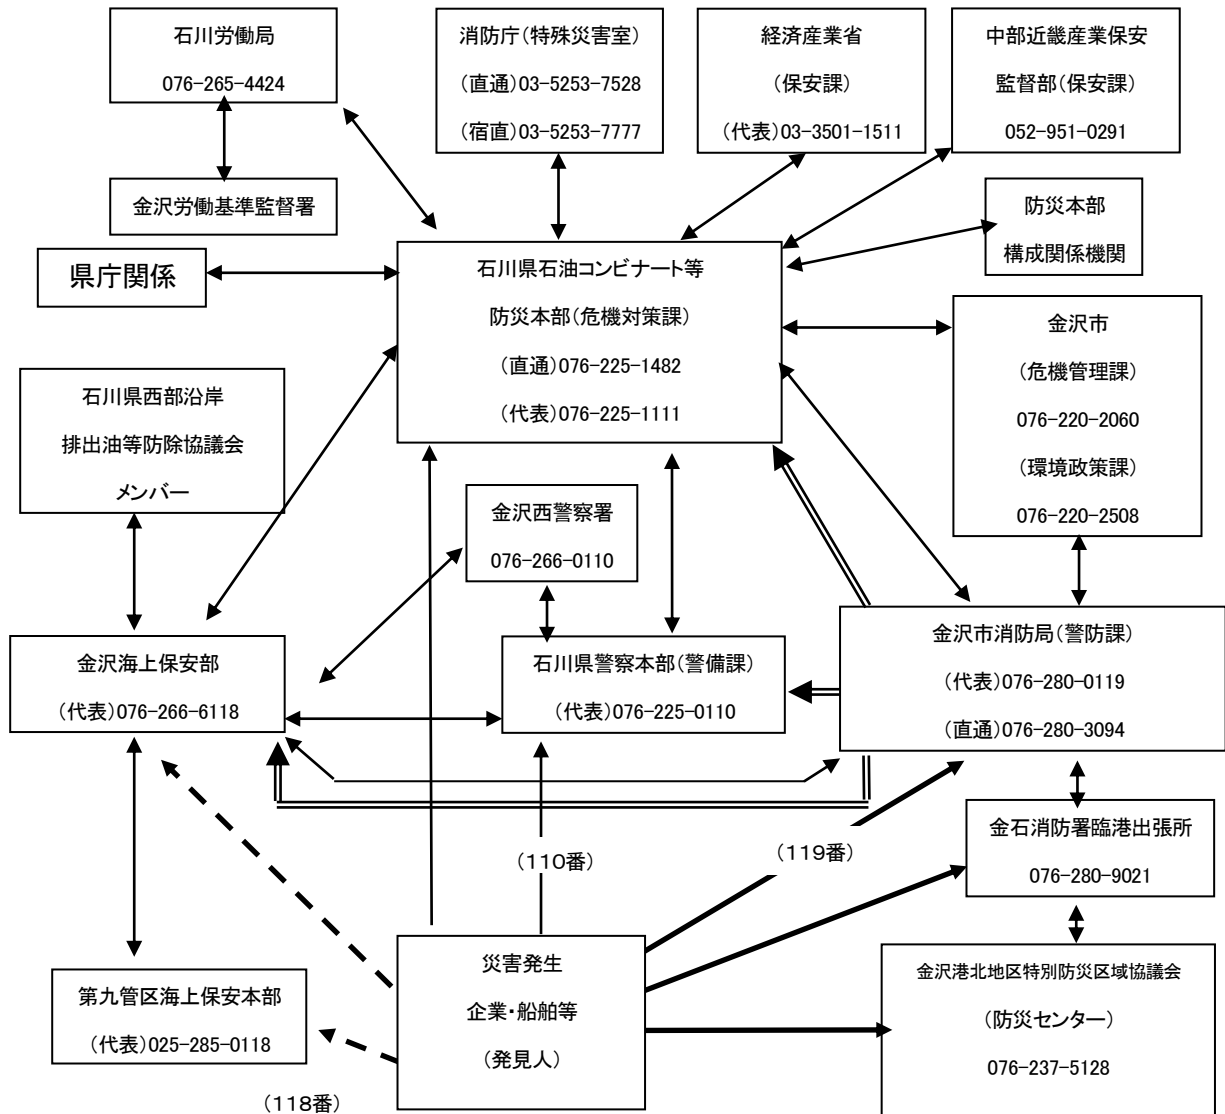 石川労働局
076-265-4424
消防庁(特殊災害室)
(直通)03-5253-7528
(宿直)03-5253-7777
経済産業省
(保安課)
(代表)03-3501-1511
中部近畿産業保安
監督部(保安課)
052-951-0291
金沢労働基準監督署
防災本部
構成関係機関
県庁関係
石川県石油コンビナート等
防災本部(危機対策課)
(直通)076-225-1482
(代表)076-225-1111
金沢市
(危機管理課)
076-220-2060
(環境政策課)
076-220-2508
石川県西部沿岸
排出油等防除協議会
メンバー
金沢西警察署
076-266-0110
金沢海上保安部
(代表)076-266-6118
石川県警察本部(警備課)
(代表)076-225-0110
金沢市消防局(警防課)
(代表)076-280-0119
(直通)076-280-3094
金石消防署臨港出張所
076-280-9021
(110番)
(119番)
災害発生
企業・船舶等
(発見人)
金沢港北地区特別防災区域協議会
(防災センター)
076-237-5128
第九管区海上保安本部
(代表)025-285-0118
(118番)